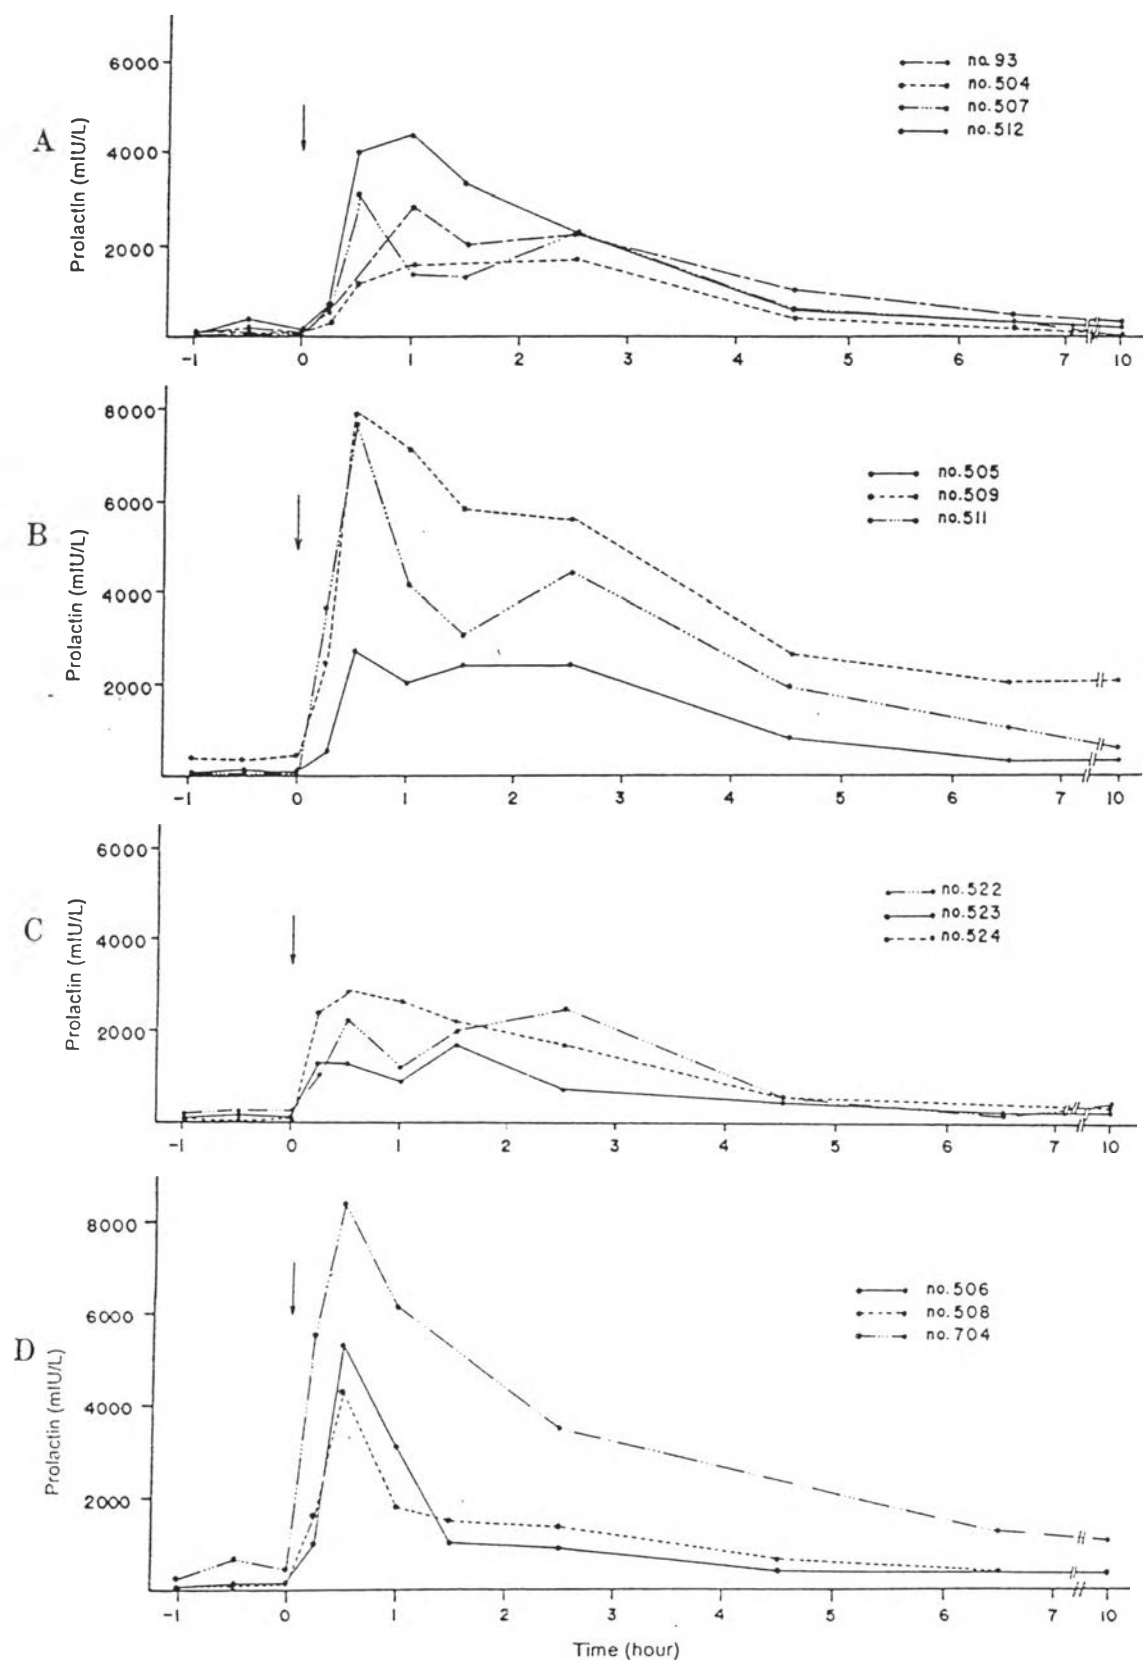 A
Prolactin (mIU/L)
6000
4000
2000
no.93
no.504
no.507
no.512
-1 0 1 2 3 4 5 6 7 10
B
Prolactin (mIU/L)
8000
6000
4000
2000
no.505
no.509
no.511
-1 0 1 2 3 4 5 6 7 10
C
Prolactin (mIU/L)
6000
4000
2000
no.522
no.523
no.524
-1 0 1 2 3 4 5 6 7 10
D
Prolactin (mIU/L)
8000
6000
4000
2000
no.506
no.508
no.704
-1 0 1 2 3 4 5 6 7 10
Time (hour)